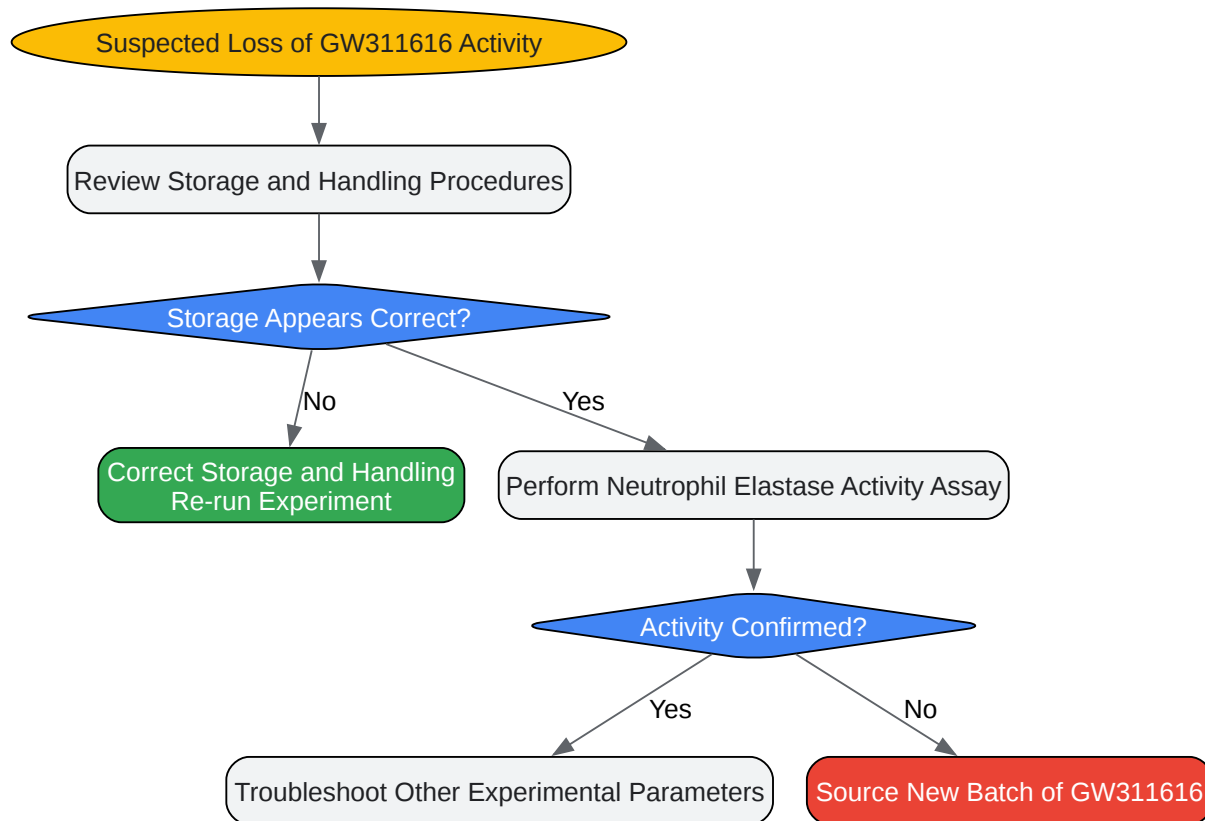 Suspected Loss of GW311616 Activity
Review Storage and Handling Procedures
Storage Appears Correct?
No
Yes
Correct Storage and Handling
Re-run Experiment
Perform Neutrophil Elastase Activity Assay
Activity Confirmed?
Yes
No
Troubleshoot Other Experimental Parameters
Source New Batch of GW311616